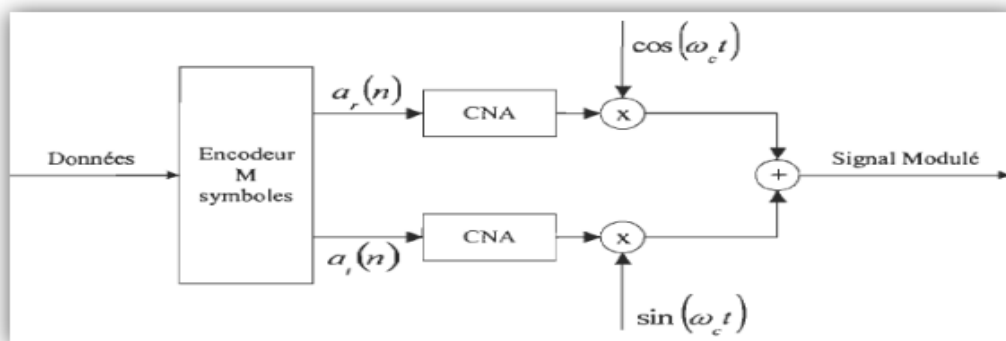 cos(ω_c t)
a_r(n)
CNA
x
Données
Encodeur
M
symboles
+
Signal Modulé
CNA
x
a_i(n)
sin(ω_c t)